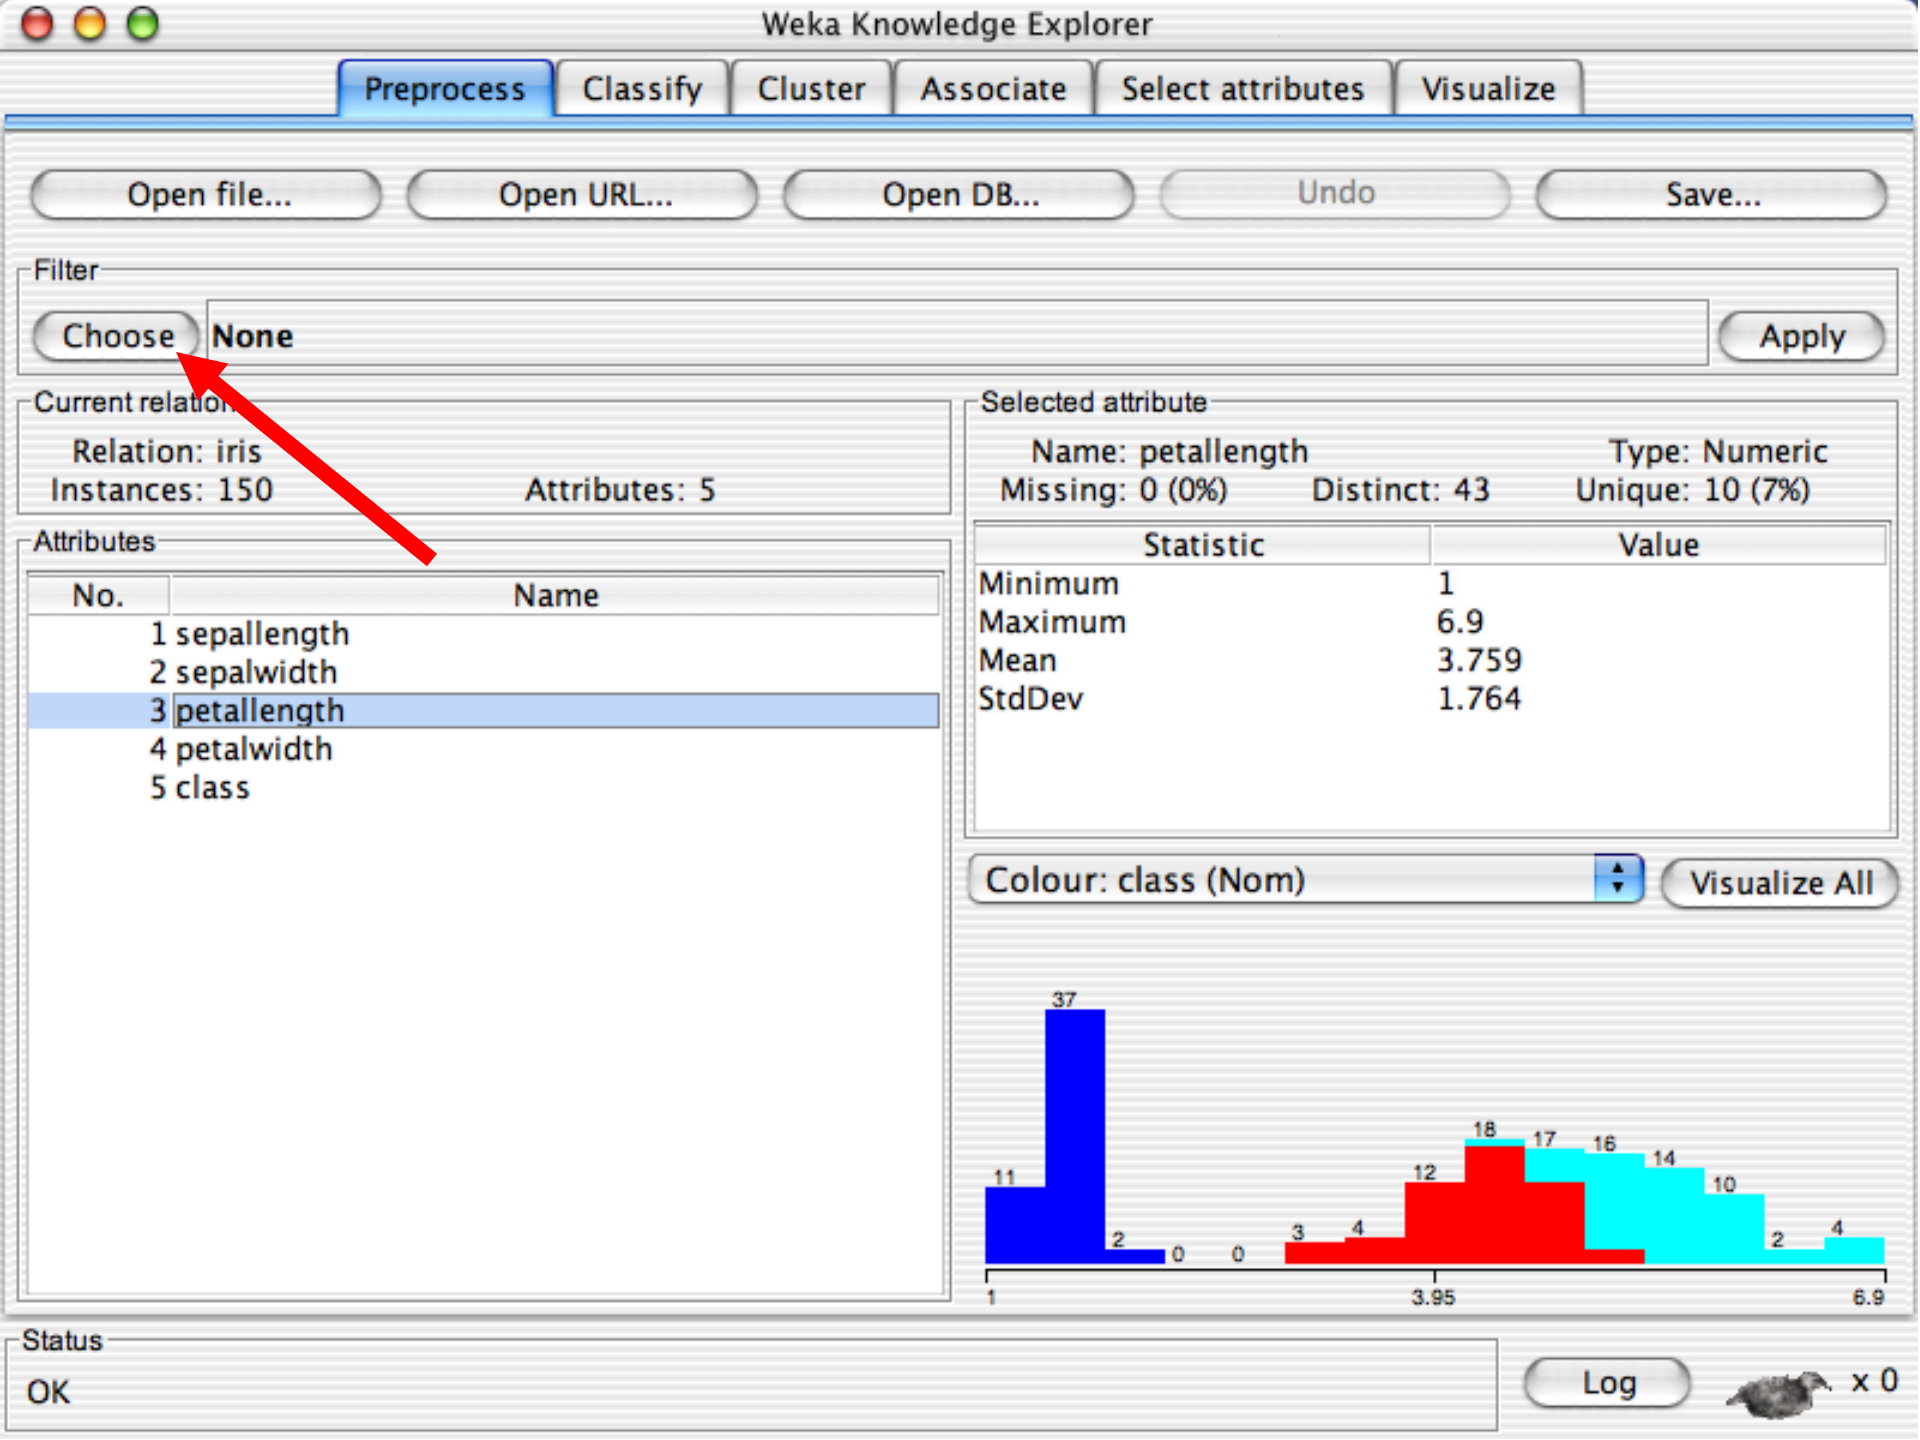 Weka Knowledge Explorer
Preprocess Classify Cluster Associate Select attributes Visualize
Open file... Open URL... Open DB... Undo Save...
Filter
Choose None Apply
Current relation
Relation: iris
Instances: 150 Attributes: 5
Selected attribute
Name: petallength Type: Numeric
Missing: 0 (0%) Distinct: 43 Unique: 10 (7%)
Attributes
No. Name
1 sepallength
2 sepalwidth
3 petallength
4 petalwidth
5 class
Statistic Value
Minimum 1
Maximum 6.9
Mean 3.759
StdDev 1.764
Colour: class (Nom) Visualize All
11 37 2 0 0 3 4 12 18 17 16 14 10 2 4
1 3.95 6.9
Status
OK
Log x 0